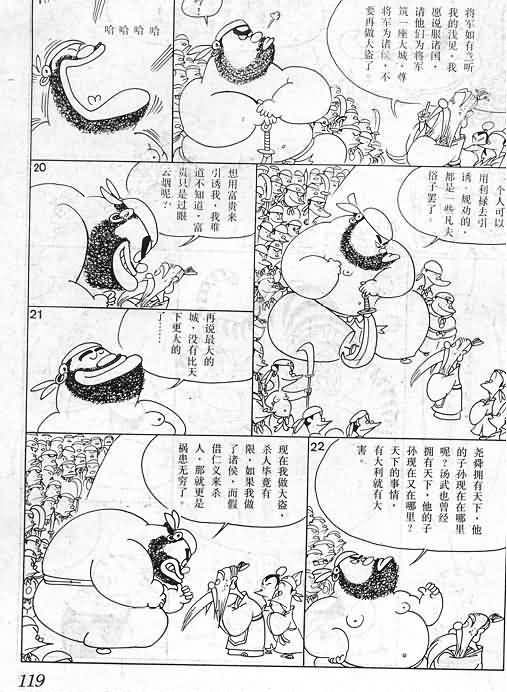 将军如有意听
我的浅见，我
愿说服诸国，
请他们为将军
筑一座大城，尊
将军为诸侯，不
要再做大盗了。
哈哈哈哈
一个人可以
用利禄去引
诱、规劝的，
都是一些凡夫
俗子罢了。
20
想用富贵来
引诱我，我难
道不知道，富
贵只是过眼
云烟呢？
21
再说最大的
城，没有比天
下更大的
了……
22
尧舜拥有天下，他
的子孙现在在哪里
呢？汤武也曾经
拥有天下，他的子
孙现在又在哪里？
天下的事情，
有大利就有大
害。
现在我做大盗，
杀人毕竟有
限，如果我做
了诸侯，而假
借仁义来杀
人，那就更是
祸患无穷了。
119